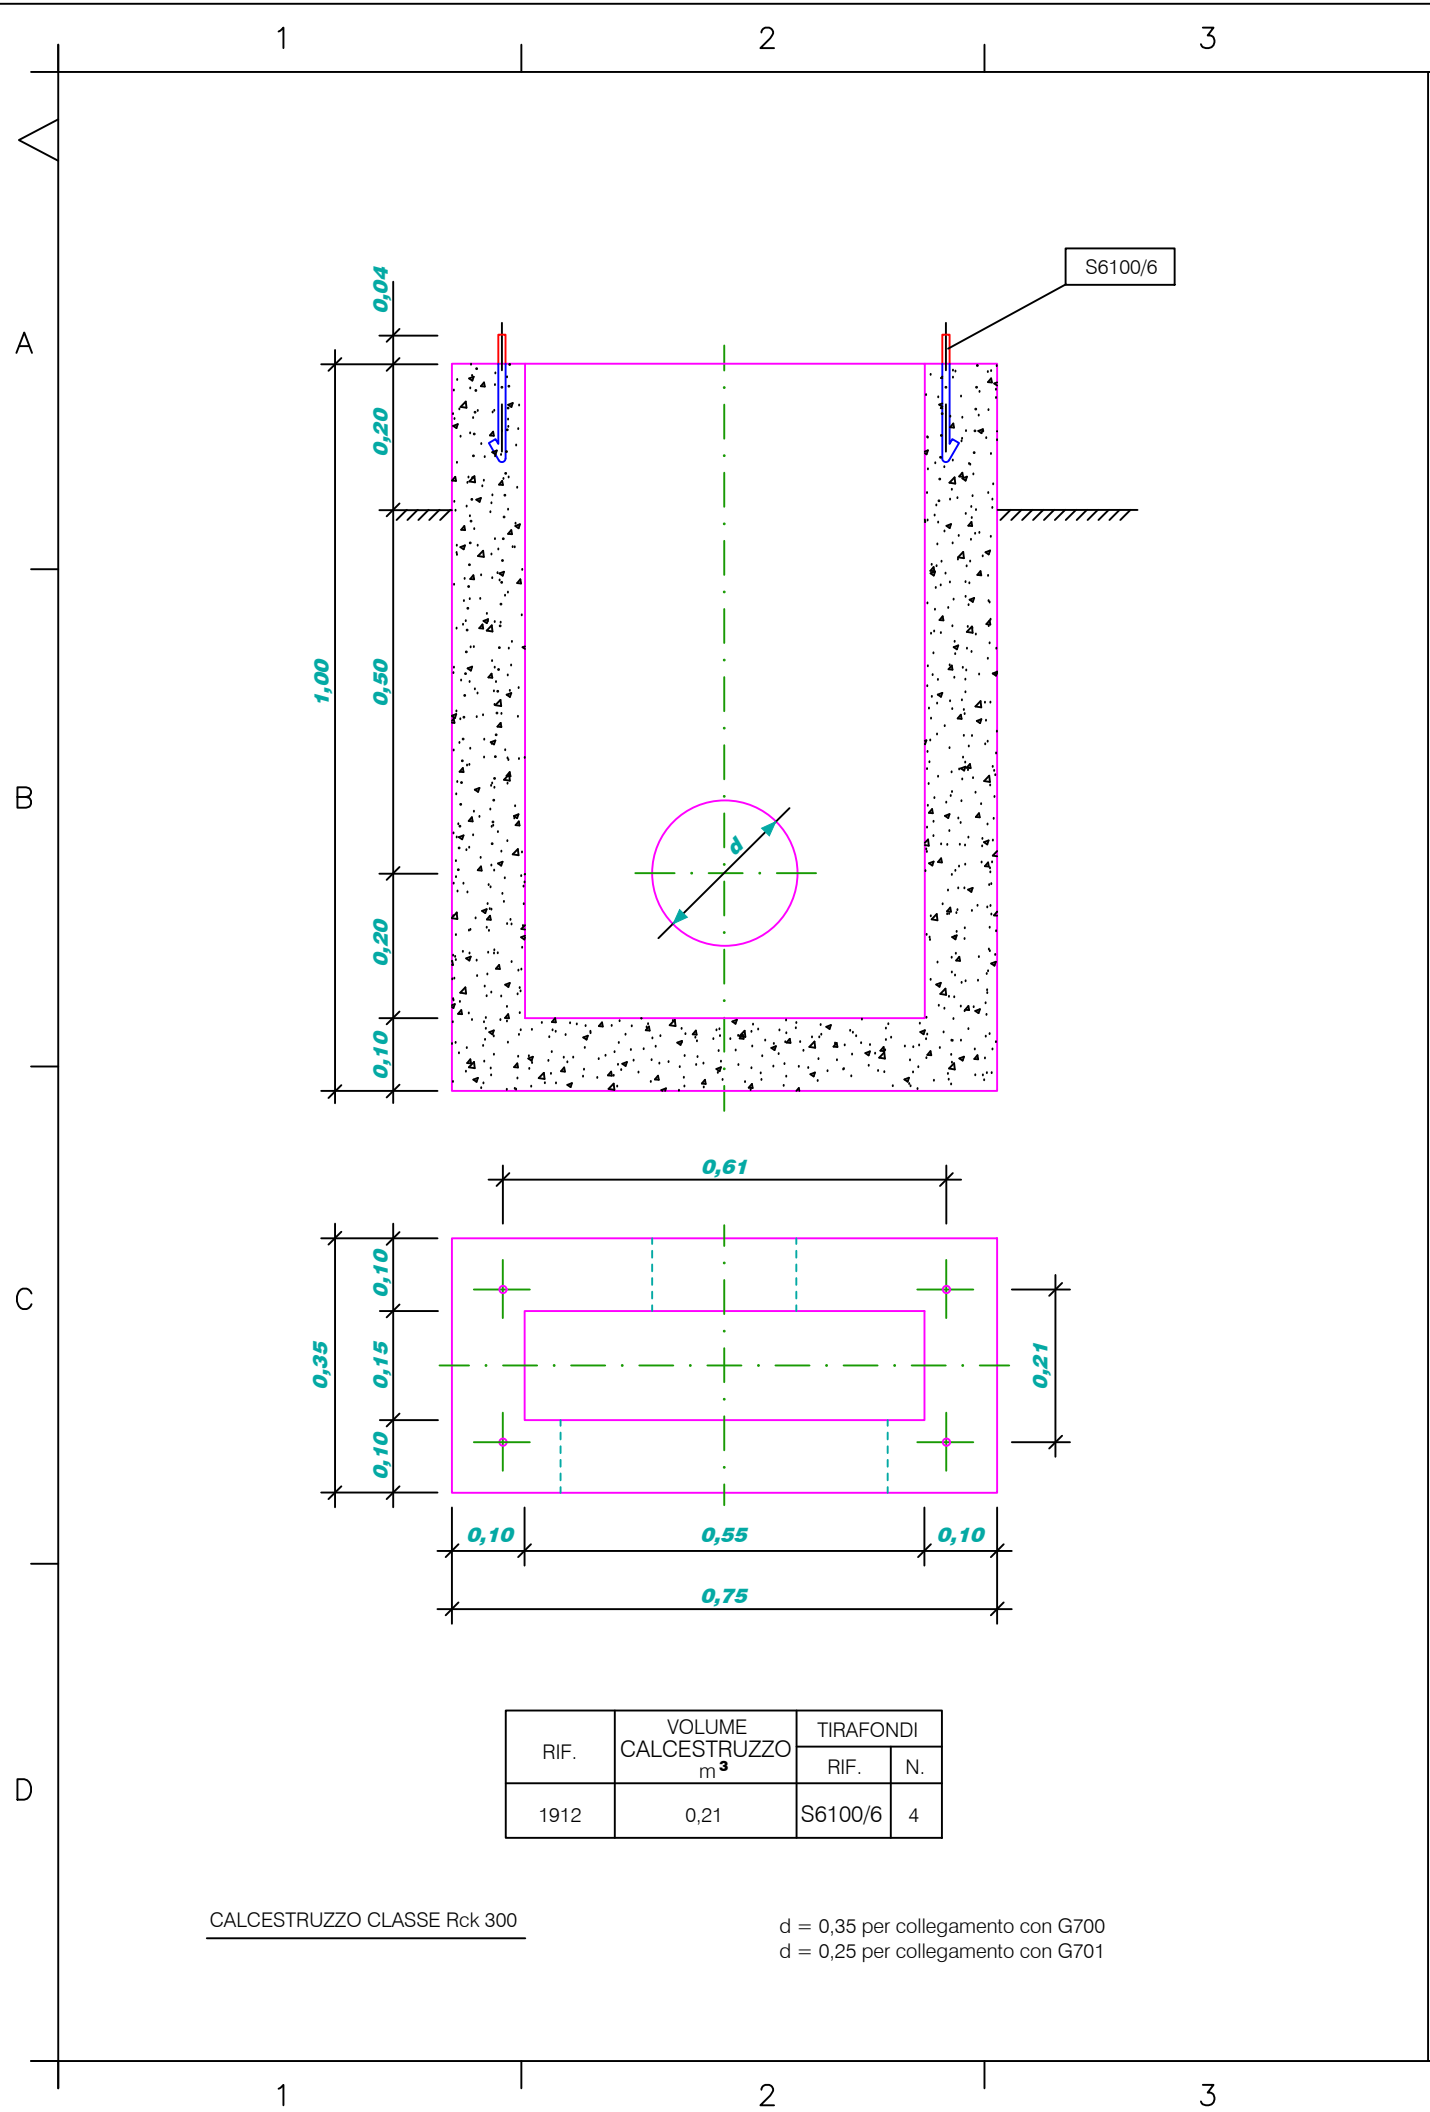 1 2 3
S6100/6
0,04
A
0,20
1,00
0,50
B
d
0,20
0,10
0,61
0,10
C
0,35
0,15
0,21
0,10
0,10 0,55 0,10
0,75
RIF. VOLUME CALCESTRUZZO m³ TIRAFONDI
RIF. N.
D
1912 0,21 S6100/6 4
CALCESTRUZZO CLASSE Rck 300
d = 0,35 per collegamento con G700
d = 0,25 per collegamento con G701
1 2 3